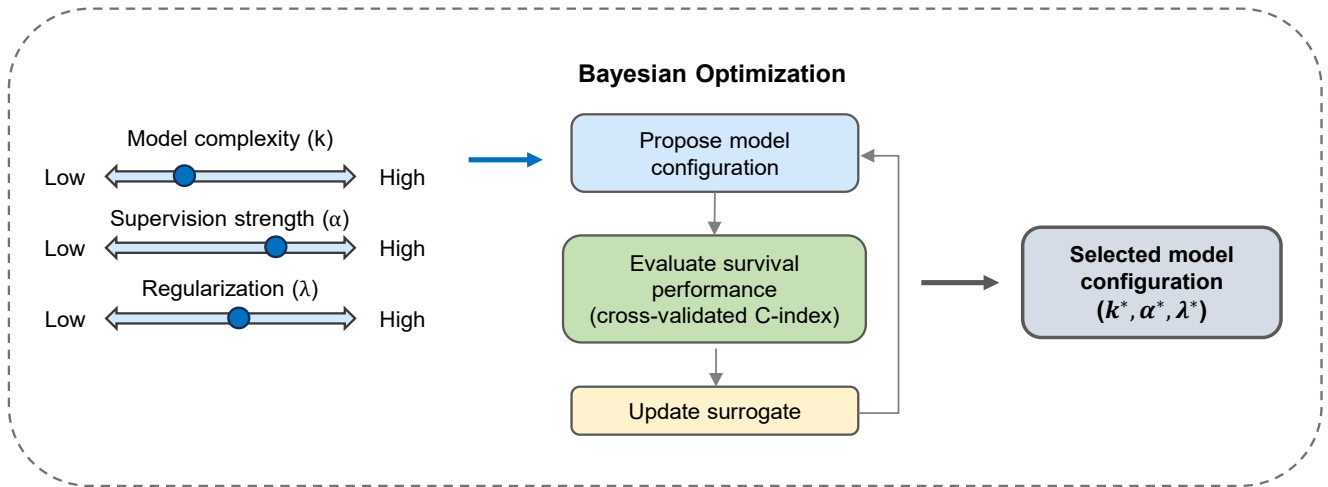 Bayesian Optimization
Model complexity (k)
Low
High
Supervision strength (α)
Low
High
Regularization (λ)
Low
High
Propose model
configuration
Evaluate survival
performance
(cross-validated C-index)
Update surrogate
Selected model
configuration
(k*, α*, λ*)